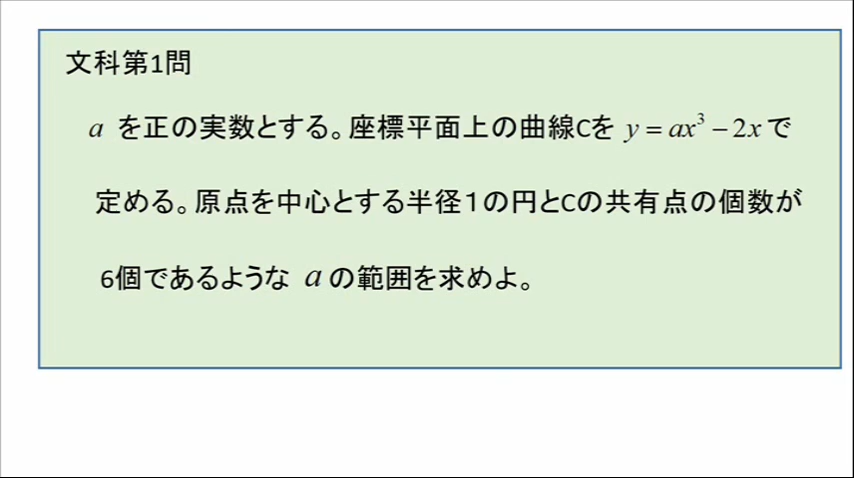 文科第1問
a を正の実数とする。座標平面上の曲線Cを y = ax³ − 2x で
定める。原点を中心とする半径1の円とCの共有点の個数が
6個であるような a の範囲を求めよ。